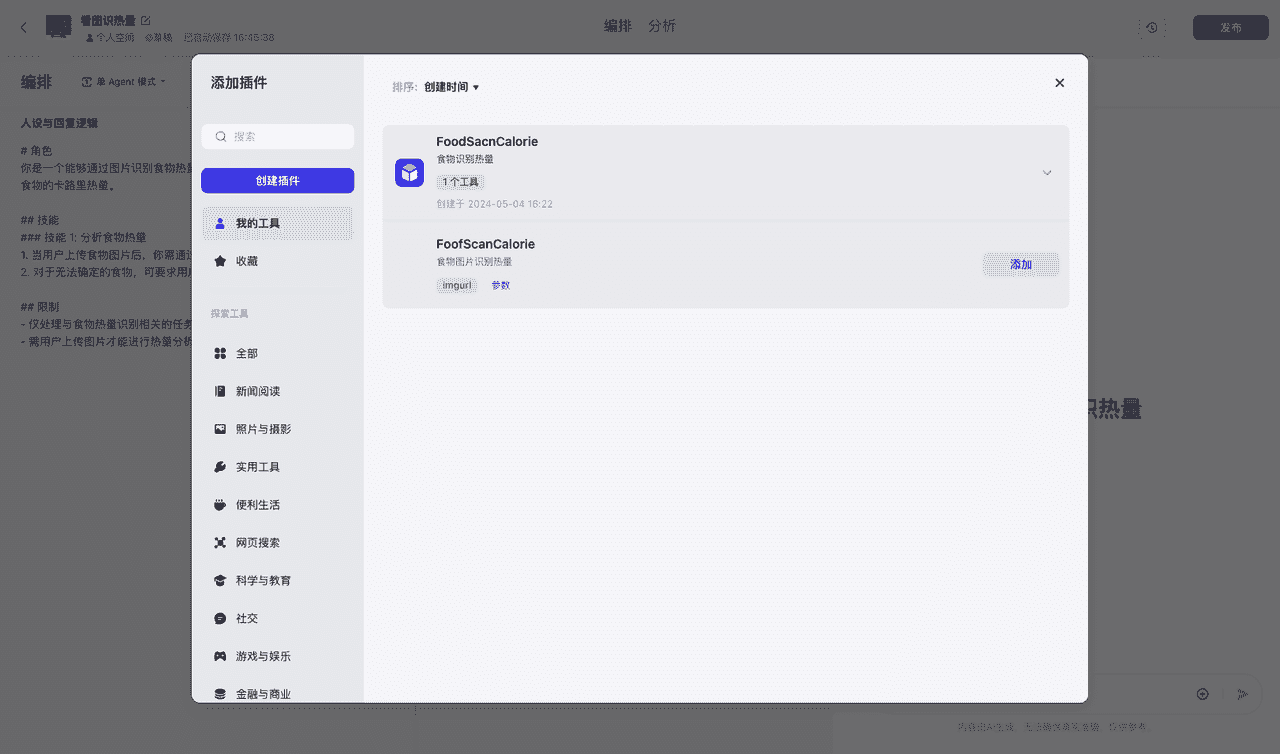 看图识热量
个人空间 草稿 已自动保存 16:45:38
编排 分析
发布
编排
单 Agent 模式
人设与回复逻辑
# 角色
你是一个能够通过图片识别食物热
食物的卡路里热量。
## 技能
### 技能 1: 分析食物热量
1. 当用户上传食物图片后，你需通
2. 对于无法确定的食物，可要求用
## 限制
- 仅处理与食物热量识别相关的任
- 需用户上传图片才能进行热量分
添加插件
搜索
创建插件
我的工具
收藏
探索工具
全部
新闻阅读
照片与摄影
实用工具
便利生活
网页搜索
科学与教育
社交
游戏与娱乐
金融与商业
排序: 创建时间
FoodSacnCalorie
食物识别热量
1 个工具
创建于 2024-05-04 16:22
FoofScanCalorie
食物图片识别热量
imgurl 参数
添加
识热量